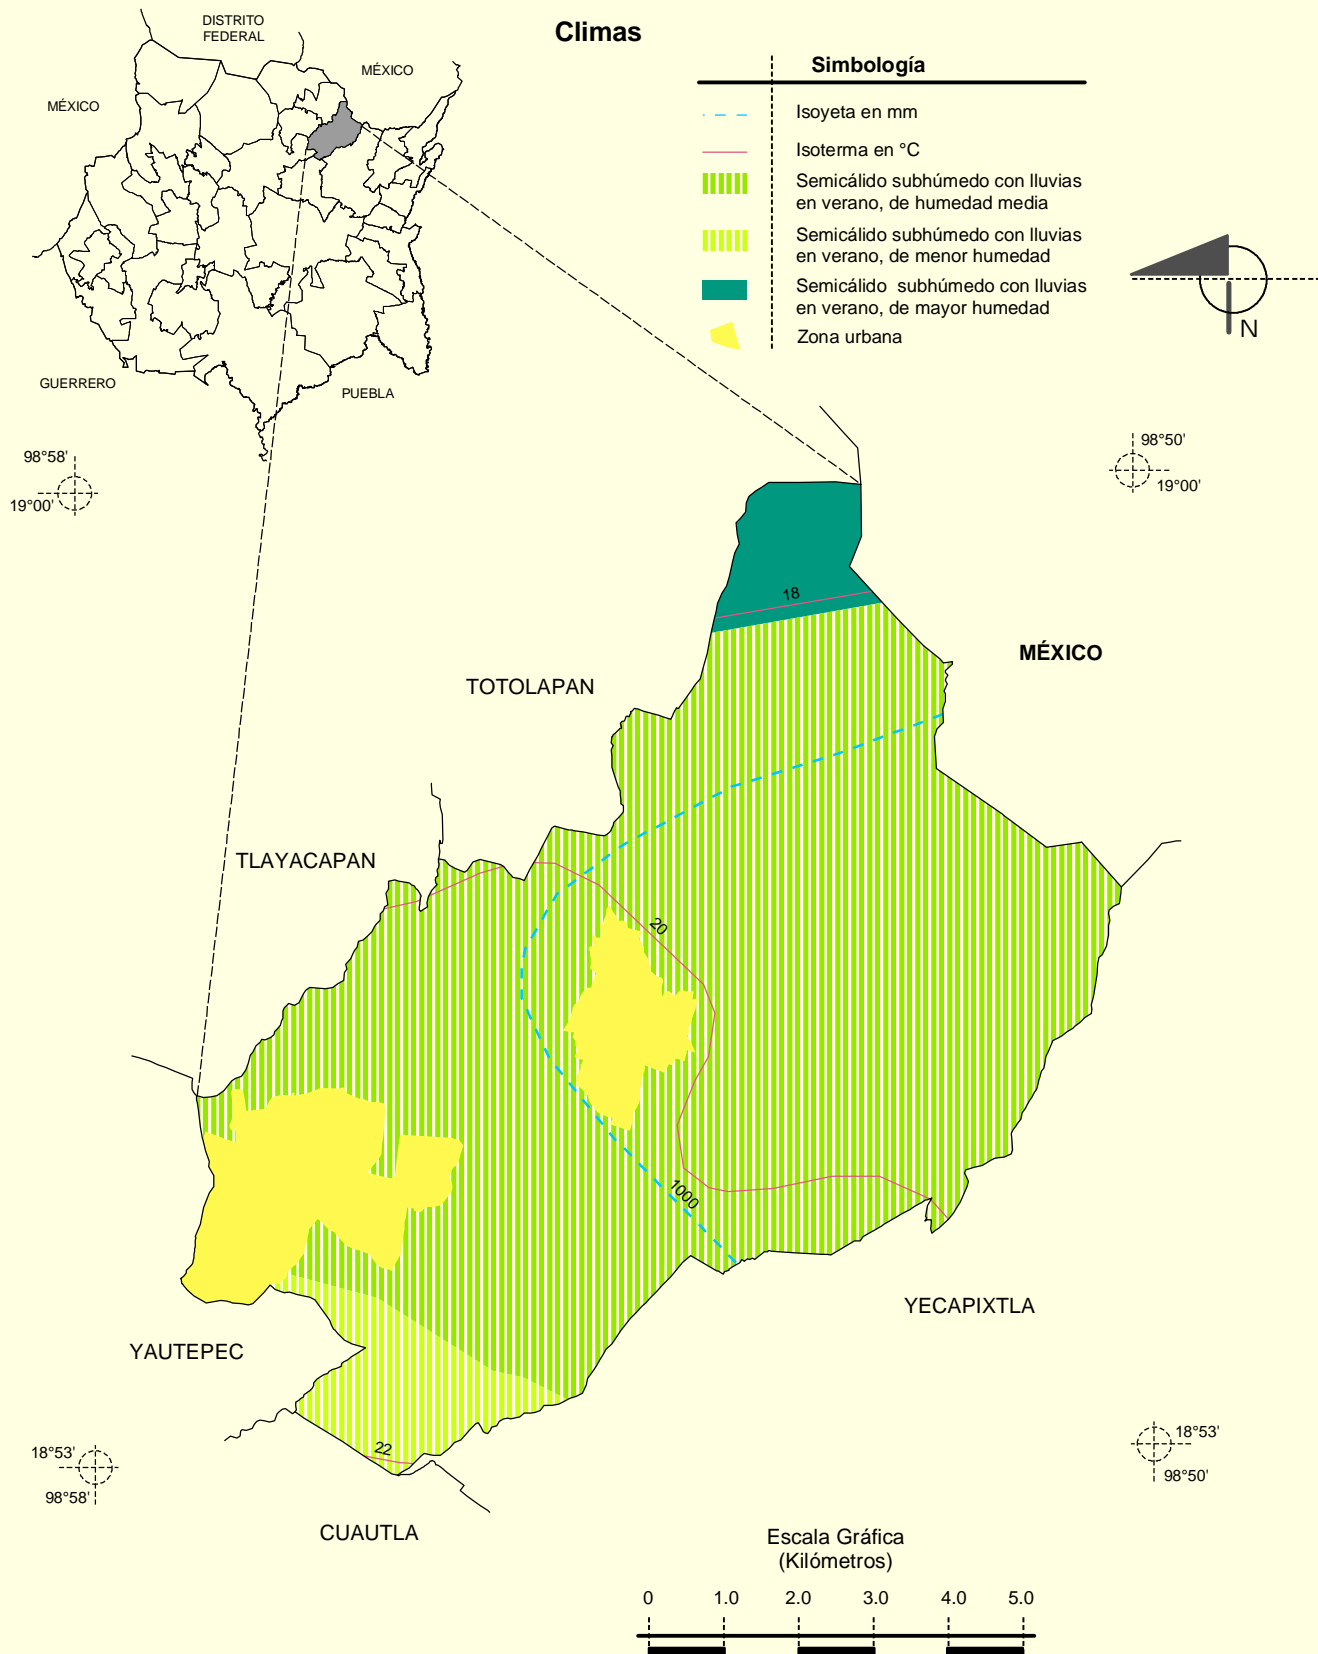 Climas
DISTRITO
FEDERAL
MÉXICO
MÉXICO
GUERRERO
PUEBLA
Simbología
Isoyeta en mm
Isoterma en °C
Semicálido subhúmedo con lluvias
en verano, de humedad media
Semicálido subhúmedo con lluvias
en verano, de menor humedad
Semicálido subhúmedo con lluvias
en verano, de mayor humedad
Zona urbana
N
98°58'
19°00'
98°50'
19°00'
18
MÉXICO
TOTOLAPAN
TLAYACAPAN
20
1000
YECAPIXTLA
YAUTEPEC
22
18°53'
98°58'
18°53'
98°50'
CUAUTLA
Escala Gráfica
(Kilómetros)
0 1.0 2.0 3.0 4.0 5.0